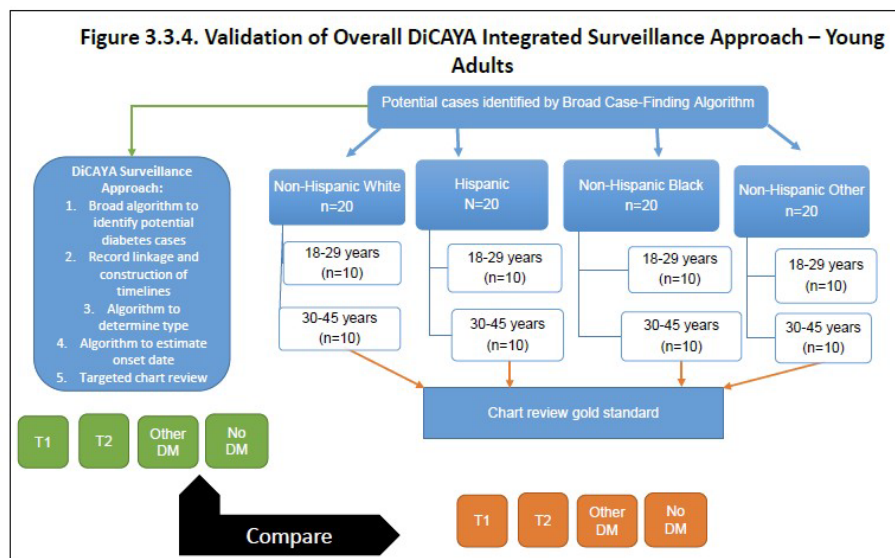 Figure 3.3.4. Validation of Overall DiCAYA Integrated Surveillance Approach – Young
Adults
Potential cases identified by Broad Case-Finding Algorithm
DiCAYA Surveillance
Approach:
1. Broad algorithm to
identify potential
diabetes cases
2. Record linkage and
construction of
timelines
3. Algorithm to
determine type
4. Algorithm to estimate
onset date
5. Targeted chart review
Non-Hispanic White
n=20
Hispanic
N=20
Non-Hispanic Black
n=20
Non-Hispanic Other
n=20
18-29 years
(n=10)
18-29 years
(n=10)
18-29 years
(n=10)
18-29 years
(n=10)
30-45 years
(n=10)
30-45 years
(n=10)
30-45 years
(n=10)
30-45 years
(n=10)
Chart review gold standard
T1
T2
Other
DM
No
DM
T1
T2
Other
DM
No
DM
Compare